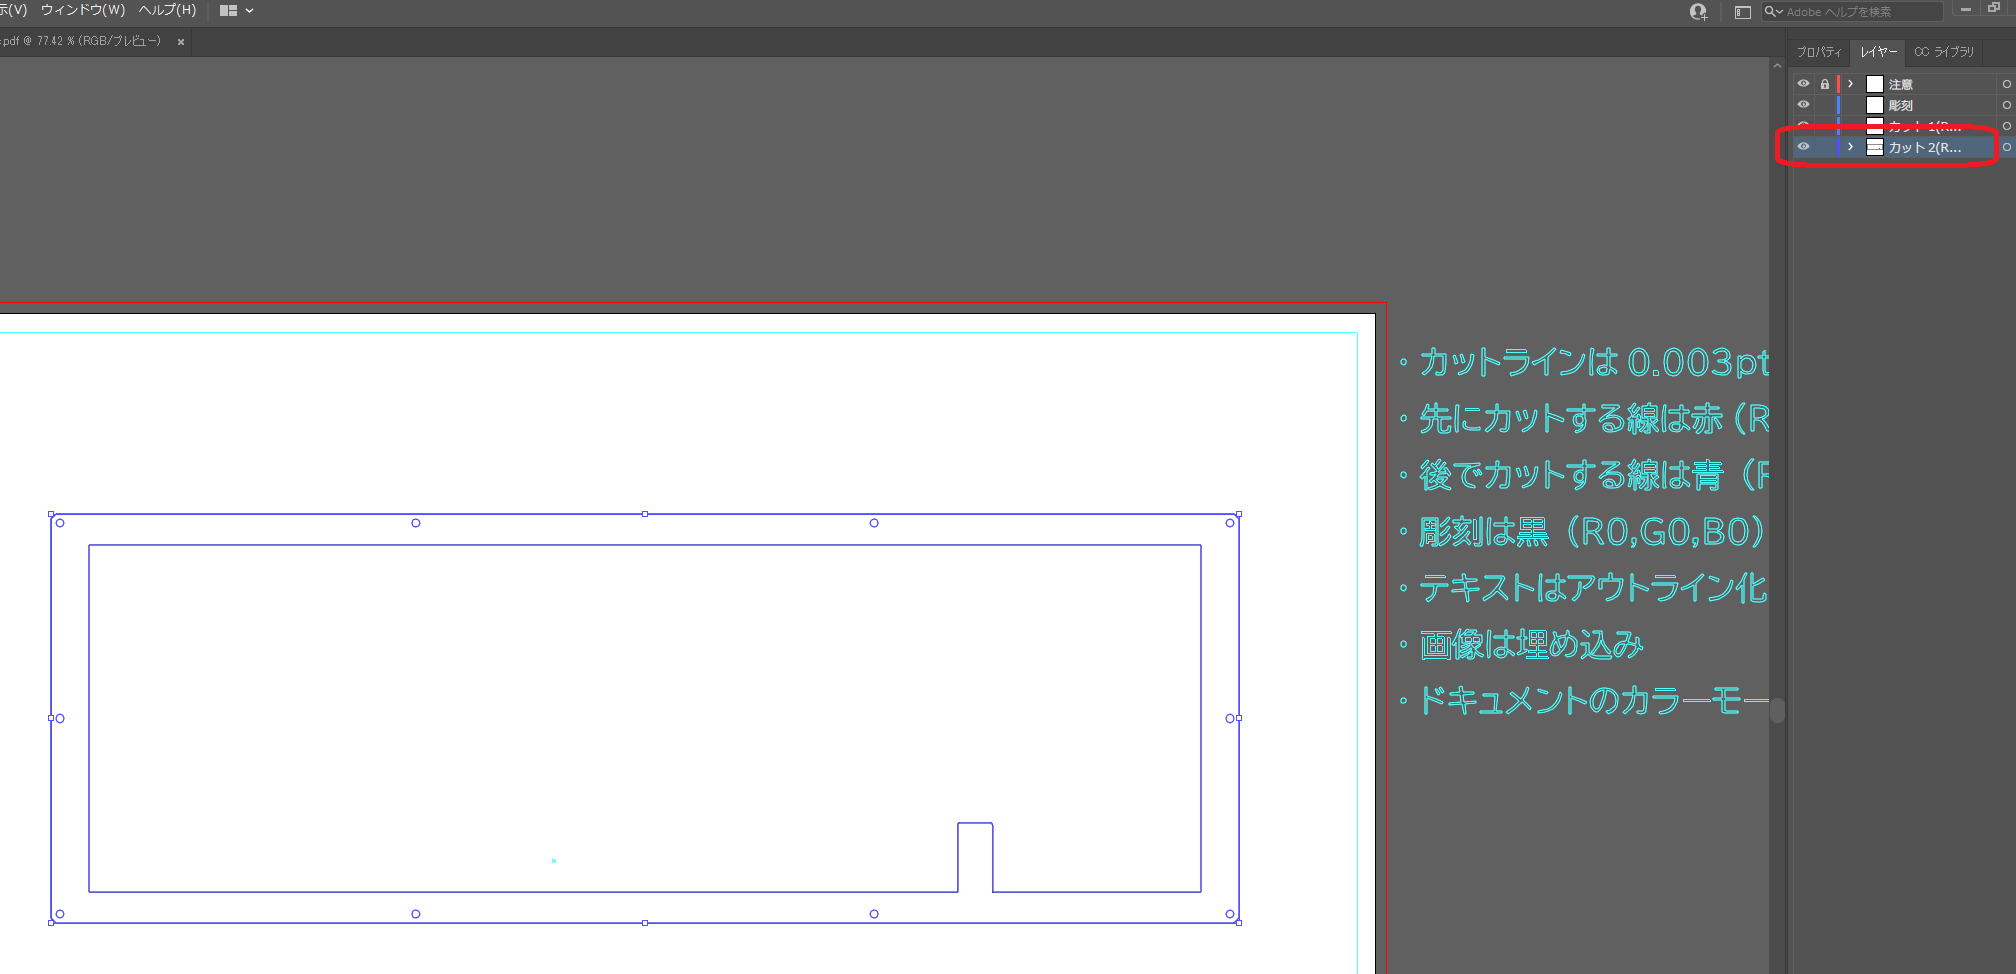 示(V) ウィンドウ(W) ヘルプ(H)
Adobe ヘルプを検索
.pdf @ 77.42 % (RGB/プレビュー) ×
プロパティ レイヤー CC ライブラリ
注意
彫刻
カット 1(R...
カット 2(R...
・カットラインは 0.003pt
・先にカットする線は赤（R
・後でカットする線は青（R
・彫刻は黒（R0,G0,B0）
・テキストはアウトライン化
・画像は埋め込み
・ドキュメントのカラーモー